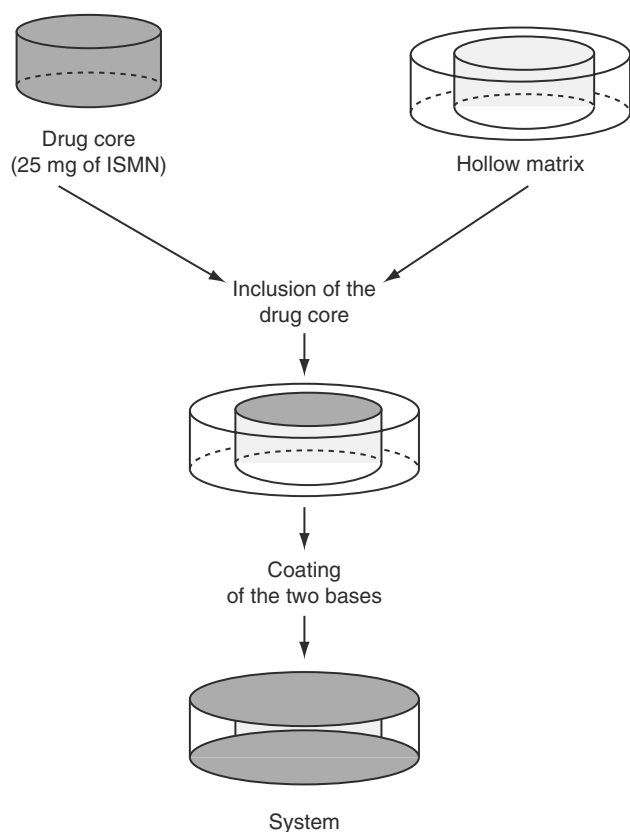 Drug core
(25 mg of ISMN)
Hollow matrix
Inclusion of the
drug core
Coating
of the two bases
System